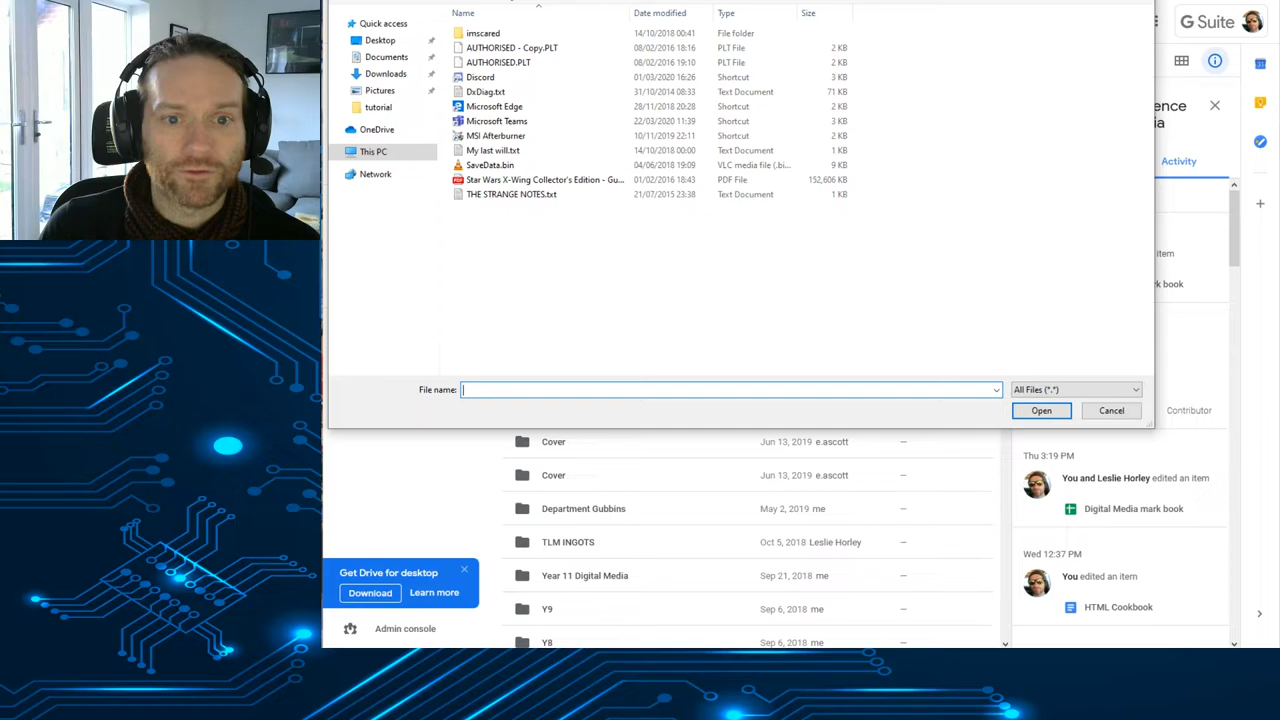 Name Date modified Type Size
Quick access
Desktop
Documents
Downloads
Pictures
tutorial
OneDrive
This PC
Network
imscared 14/10/2018 00:41 File folder
AUTHORISED - Copy.PLT 08/02/2016 18:16 PLT File 2 KB
AUTHORISED.PLT 08/02/2016 19:10 PLT File 2 KB
Discord 01/03/2020 16:26 Shortcut 3 KB
DxDiag.txt 31/10/2014 08:33 Text Document 71 KB
Microsoft Edge 28/11/2018 20:38 Shortcut 2 KB
Microsoft Teams 22/03/2020 11:39 Shortcut 3 KB
MSI Afterburner 10/11/2019 22:11 Shortcut 2 KB
My last will.txt 14/10/2018 00:00 Text Document 1 KB
SaveData.bin 04/06/2018 19:09 VLC media file (.bi... 9 KB
Star Wars X-Wing Collector's Edition - Gu... 01/02/2016 18:43 PDF File 152,606 KB
THE STRANGE NOTES.txt 21/07/2015 23:38 Text Document 1 KB
File name: All Files (*.*)
Open Cancel
G Suite
ence
ia
Activity
item
rk book
Contributor
Cover Jun 13, 2019 e.ascott —
Cover Jun 13, 2019 e.ascott —
Department Gubbins May 2, 2019 me —
TLM INGOTS Oct 5, 2018 Leslie Horley —
Year 11 Digital Media Sep 21, 2018 me —
Y9 Sep 6, 2018 me —
Y8 Sep 6, 2018 me —
Thu 3:19 PM
You and Leslie Horley edited an item
Digital Media mark book
Wed 12:37 PM
You edited an item
HTML Cookbook
Get Drive for desktop
Download Learn more
Admin console